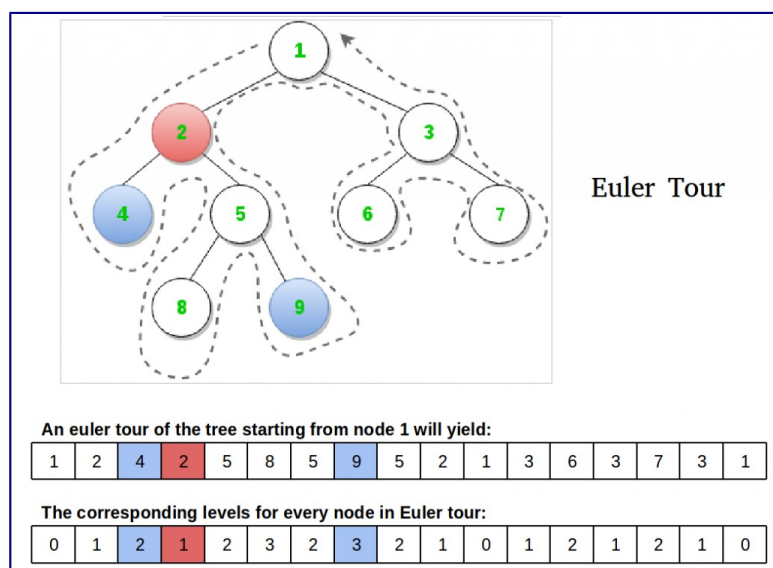 1
2 3
4 5 6 7
Euler Tour
8 9
An euler tour of the tree starting from node 1 will yield:
1 2 4 2 5 8 5 9 5 2 1 3 6 3 7 3 1
The corresponding levels for every node in Euler tour:
0 1 2 1 2 3 2 3 2 1 0 1 2 1 2 1 0